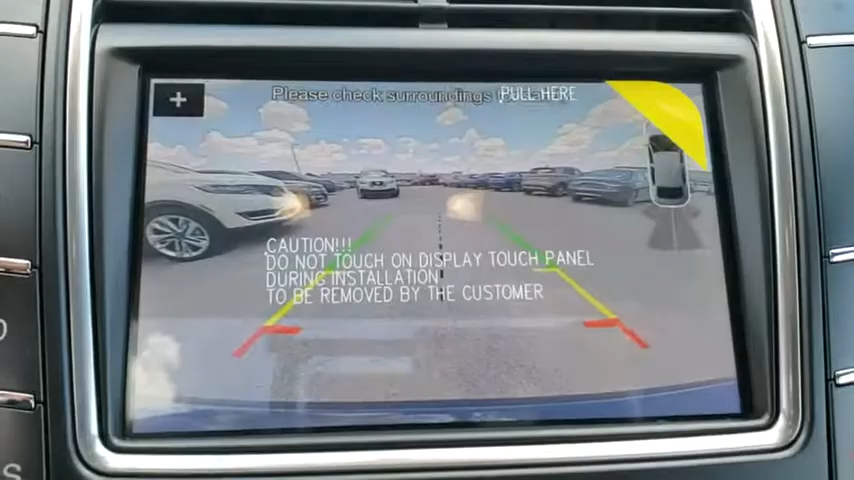 Please check surroundings
PULL HERE
CAUTION!!!
DO NOT TOUCH ON DISPLAY TOUCH PANEL
DURING INSTALLATION
TO BE REMOVED BY THE CUSTOMER